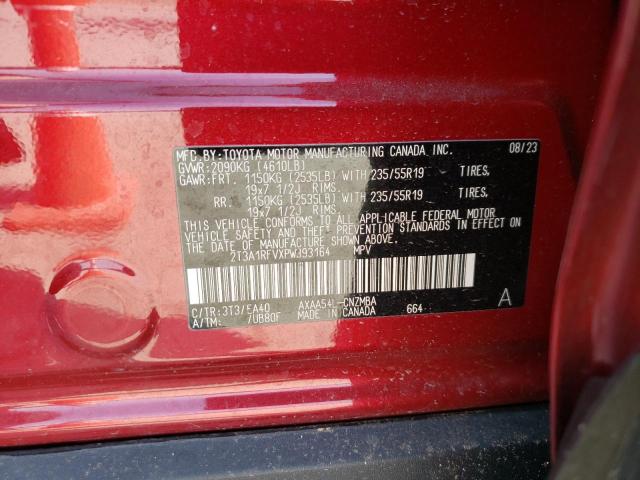 MFG. BY: TOYOTA MOTOR MANUFACTURING CANADA INC. 08/23
GVWR: 2090KG (4610LB)
GAWR: FRT. 1150KG (2535LB) WITH 235/55R19 TIRES,
19x7 1/2J RIMS,
RR. 1150KG (2535LB) WITH 235/55R19 TIRES,
19x7 1/2J RIMS,
THIS VEHICLE CONFORMS TO ALL APPLICABLE FEDERAL MOTOR
VEHICLE SAFETY AND THEFT PREVENTION STANDARDS IN EFFECT ON
THE DATE OF MANUFACTURE SHOWN ABOVE.
2T3A1RFVXPW393164 MPV
C/TR: 3T3/EA40 AXAA54L-CNZMBA 664 A
A/TM: /UB80F MADE IN CANADA